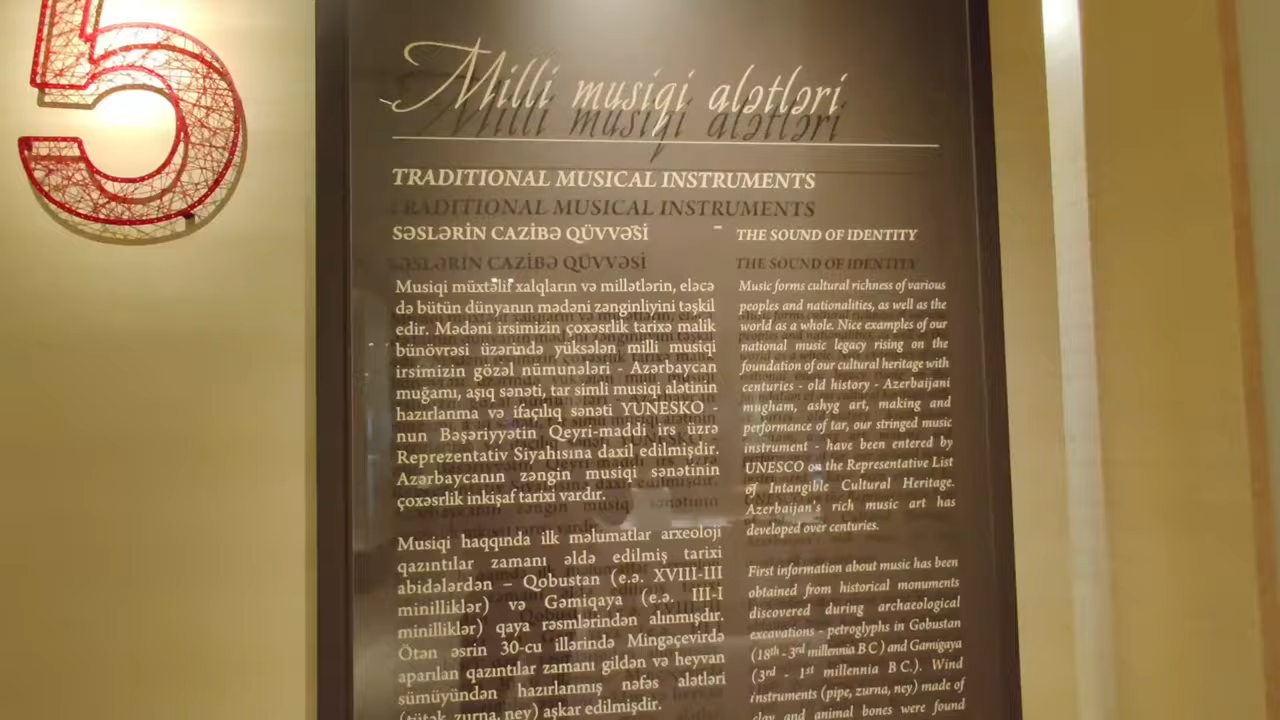 5
Milli musiqi alətləri
TRADITIONAL MUSICAL INSTRUMENTS
SƏSLƏRİN CAZİBƏ QÜVVƏSİ
Musiqi müxtəlif xalqların və millətlərin, eləcə
də bütün dünyanın mədəni zənginliyini təşkil
edir. Mədəni irsimizin çoxəsrlik tarixə malik
bünövrəsi üzərində yüksələn milli musiqi
irsimizin gözəl nümunələri - Azərbaycan
muğamı, aşıq sənəti, tar simli musiqi alətinin
hazırlanma və ifaçılıq sənəti YUNESKO -
nun Bəşəriyyətin Qeyri-maddi irs üzrə
Reprezentativ Siyahısına daxil edilmişdir.
Azərbaycanın zəngin musiqi sənətinin
çoxəsrlik inkişaf tarixi vardır.
Musiqi haqqında ilk məlumatlar arxeoloji
qazıntılar zamanı əldə edilmiş tarixi
abidələrdən – Qobustan (e.ə. XVIII-III
minilliklər) və Gəmiqaya (e.ə. III-I
minilliklər) qaya rəsmlərindən alınmışdır.
Ötən əsrin 30-cu illərində Mingəçevirdə
aparılan qazıntılar zamanı gildən və heyvan
sümüyündən hazırlanmış nəfəs alətləri
(tütək, zurna, ney) aşkar edilmişdir.
THE SOUND OF IDENTITY
Music forms cultural richness of various
peoples and nationalities, as well as the
world as a whole. Nice examples of our
national music legacy rising on the
foundation of our cultural heritage with
centuries - old history - Azerbaijani
mugham, ashyg art, making and
performance of tar, our stringed music
instrument - have been entered by
UNESCO on the Representative List
of Intangible Cultural Heritage.
Azerbaijan's rich music art has
developed over centuries.
First information about music has been
obtained from historical monuments
discovered during archaeological
excavations - petroglyphs in Gobustan
(18th - 3rd millennia B C ) and Gamigaya
(3rd - 1st millennia B C.). Wind
instruments (pipe, zurna, ney) made of
clay and animal bones were found